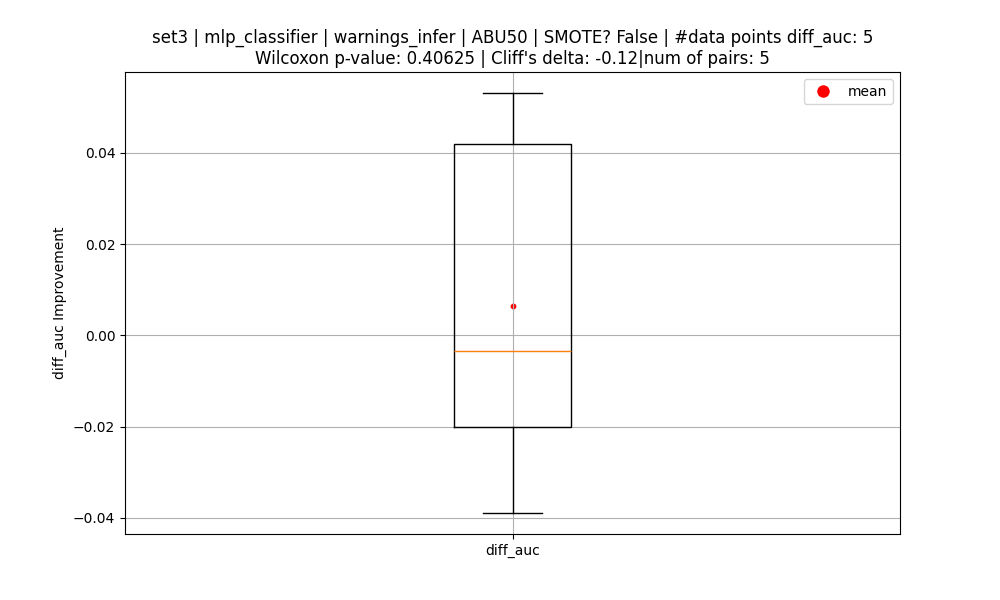 set3 | mlp_classifier | warnings_infer | ABU50 | SMOTE? False | #data points diff_auc: 5
Wilcoxon p-value: 0.40625 | Cliff's delta: -0.12|num of pairs: 5
mean
0.04
0.02
0.00
−0.02
−0.04
diff_auc Improvement
diff_auc